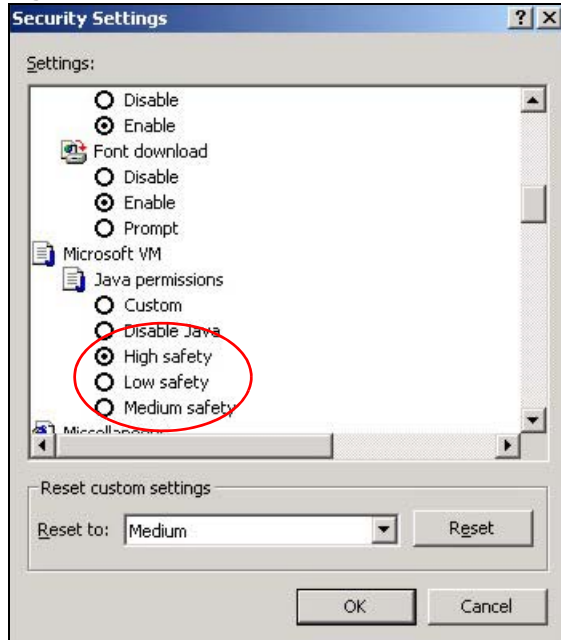 Security Settings
Settings:
Disable
Enable
Font download
Disable
Enable
Prompt
Microsoft VM
Java permissions
Custom
Disable Java
High safety
Low safety
Medium safety
Miscellaneous
Reset custom settings
Reset to: Medium Reset
OK Cancel